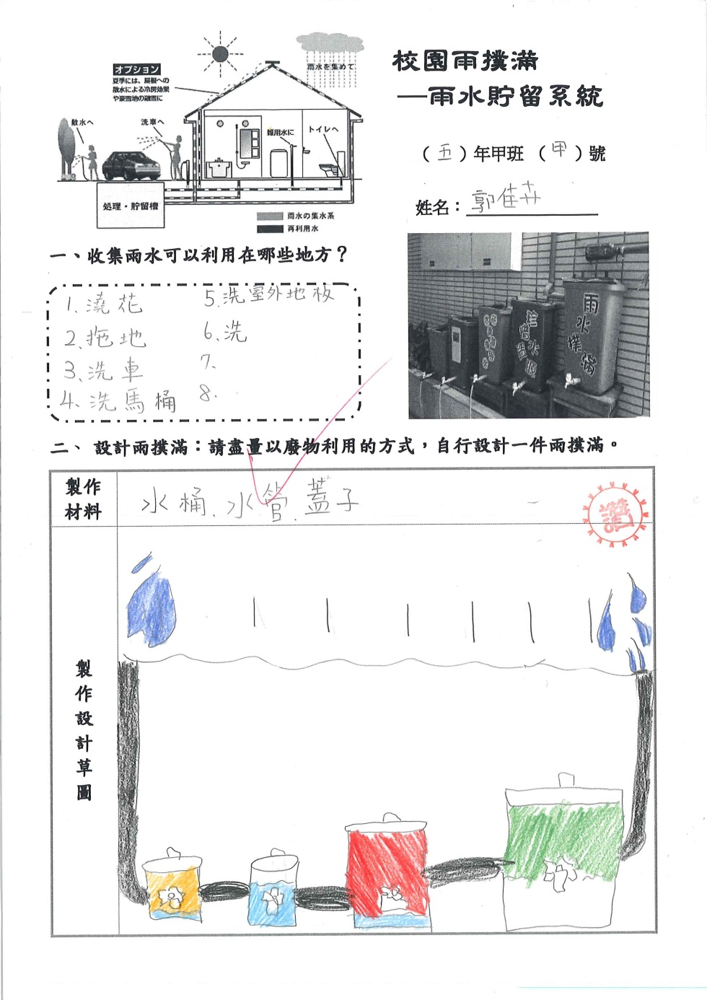 校園雨撲滿
—雨水貯留系統
オプション
夏季には、屋根への
散水による冷房効果
や豪雪地の融雪に
雨水を集めて
散水へ
洗車へ
雑用水に
トイレへ
処理・貯留槽
雨水の集水系
再利用水
（五）年甲班（甲）號
姓名：郭佳卉
一、收集雨水可以利用在哪些地方？
1.澆花
2.拖地
3.洗車
4.洗馬桶
5.洗室外地板
6.洗
7.
8.
雨水撲滿
珍惜水資源
二、設計雨撲滿：請盡量以廢物利用的方式，自行設計一件雨撲滿。
製作材料
水桶.水管.蓋子
讚
製作設計草圖